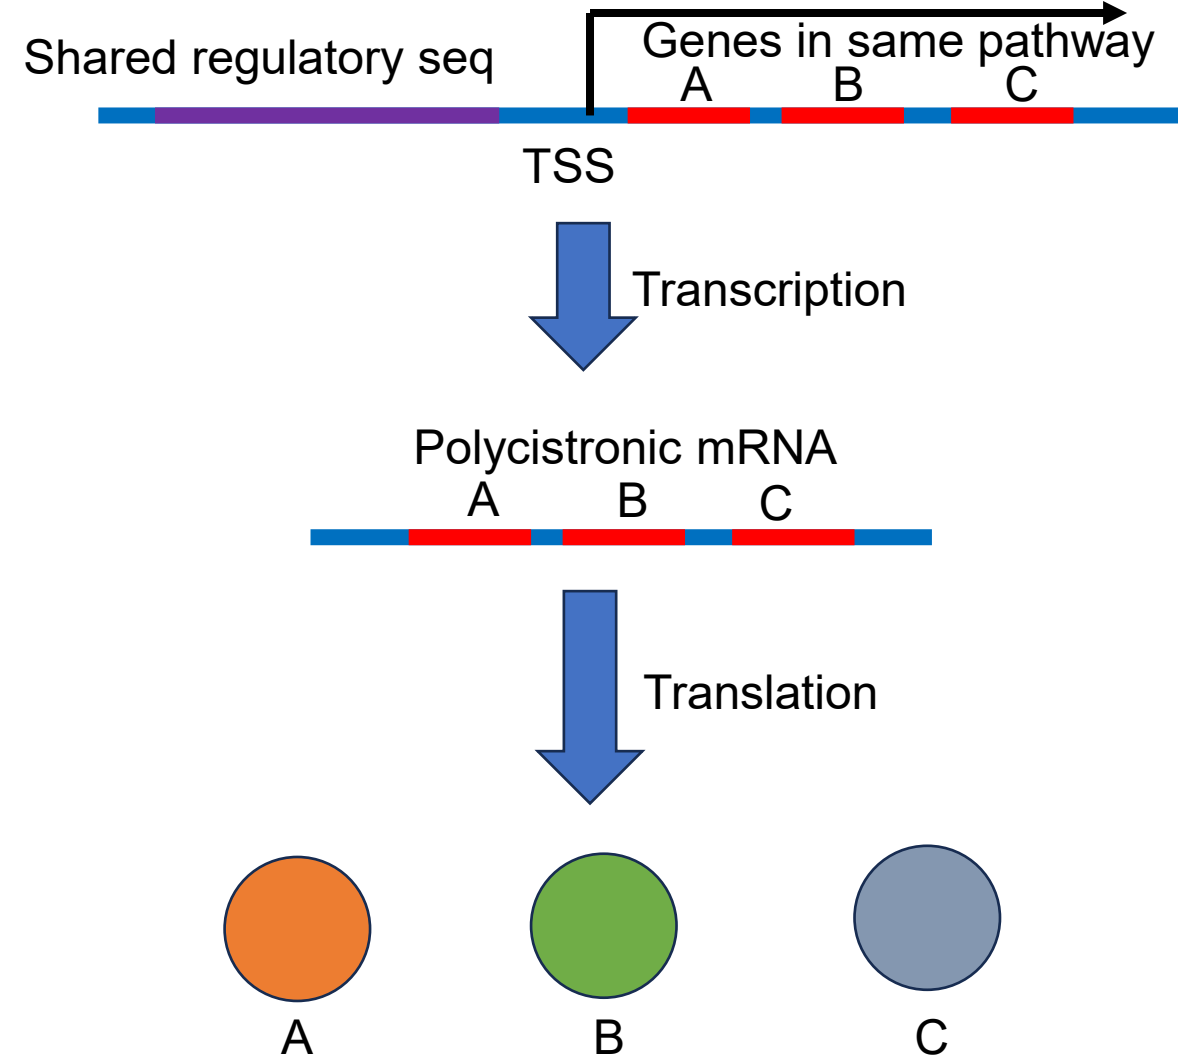 Shared regulatory seq
Genes in same pathway
A B C
TSS
Transcription
Polycistronic mRNA
A B C
Translation
A B C